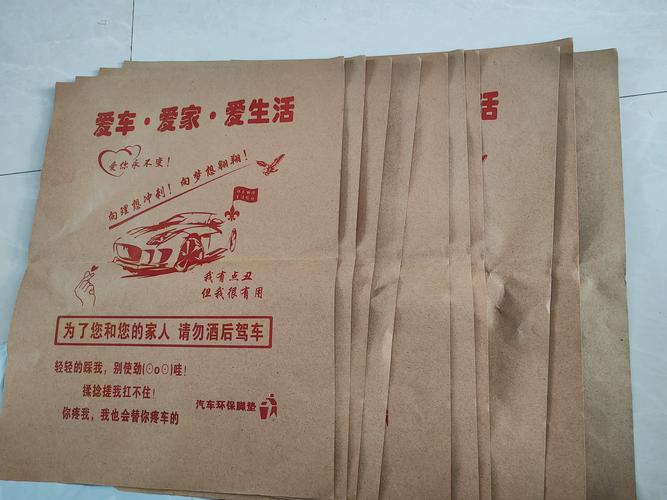 爱车·爱家·爱生活
爱你永不变！
向理想冲刺！向梦想翱翔！
我有点丑
但我很有用
为了您和您的家人 请勿酒后驾车
轻轻的踩我，别使劲(⊙o⊙)哇！
揉捻搓我扛不住！
你疼我，我也会替你疼车的
汽车环保脚垫
活